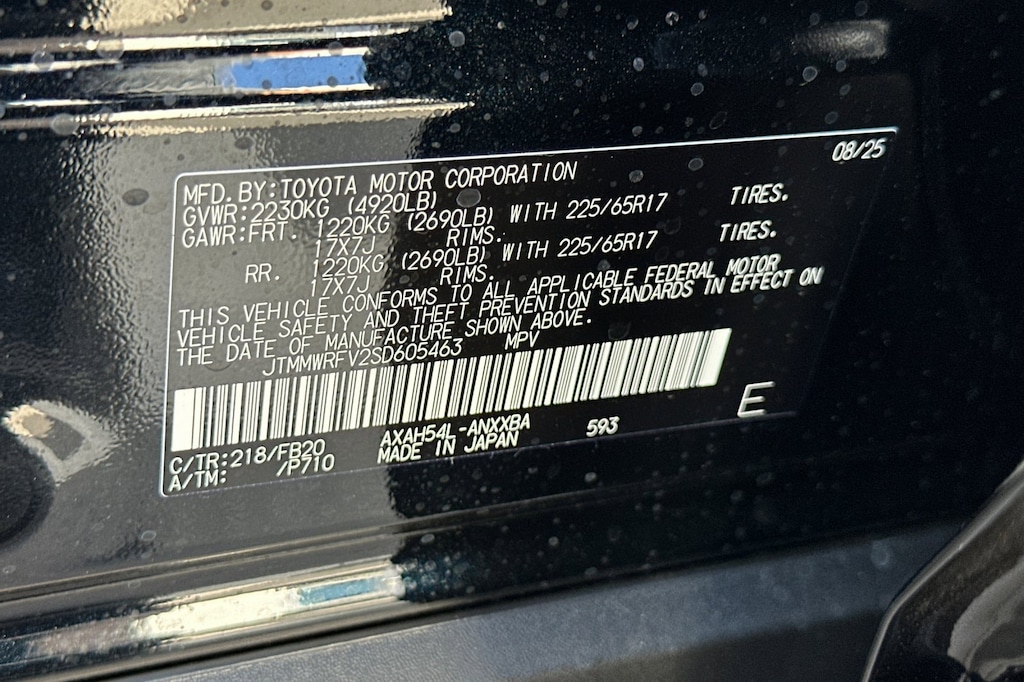 08/25
MFD. BY:TOYOTA MOTOR CORPORATION
GVWR:2230KG (4920LB)
GAWR:FRT. 1220KG (2690LB) WITH 225/65R17 TIRES.
17X7J RIMS.
RR. 1220KG (2690LB) WITH 225/65R17 TIRES.
17X7J RIMS.
THIS VEHICLE CONFORMS TO ALL APPLICABLE FEDERAL MOTOR
VEHICLE SAFETY AND THEFT PREVENTION STANDARDS IN EFFECT ON
THE DATE OF MANUFACTURE SHOWN ABOVE.
JTMMWRFV2SD605463 MPV
E
C/TR:218/FB20 AXAH54L-ANXXBA 593
A/TM: /P710 MADE IN JAPAN